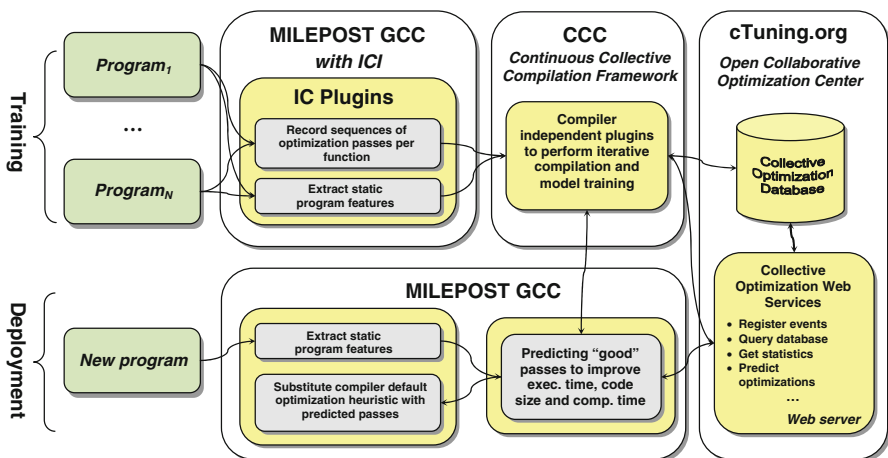 Training
Program1
...
ProgramN
MILEPOST GCC
with ICI
IC Plugins
Record sequences of
optimization passes per
function
Extract static
program features
CCC
Continuous Collective
Compilation Framework
Compiler
independent plugins
to perform iterative
compilation and
model training
cTuning.org
Open Collaborative
Optimization Center
Collective
Optimization
Database
Collective
Optimization Web
Services
• Register events
• Query database
• Get statistics
• Predict
optimizations
...
Web server
Deployment
New program
MILEPOST GCC
Extract static
program features
Substitute compiler default
optimization heuristic with
predicted passes
Predicting “good”
passes to improve
exec. time, code
size and comp. time